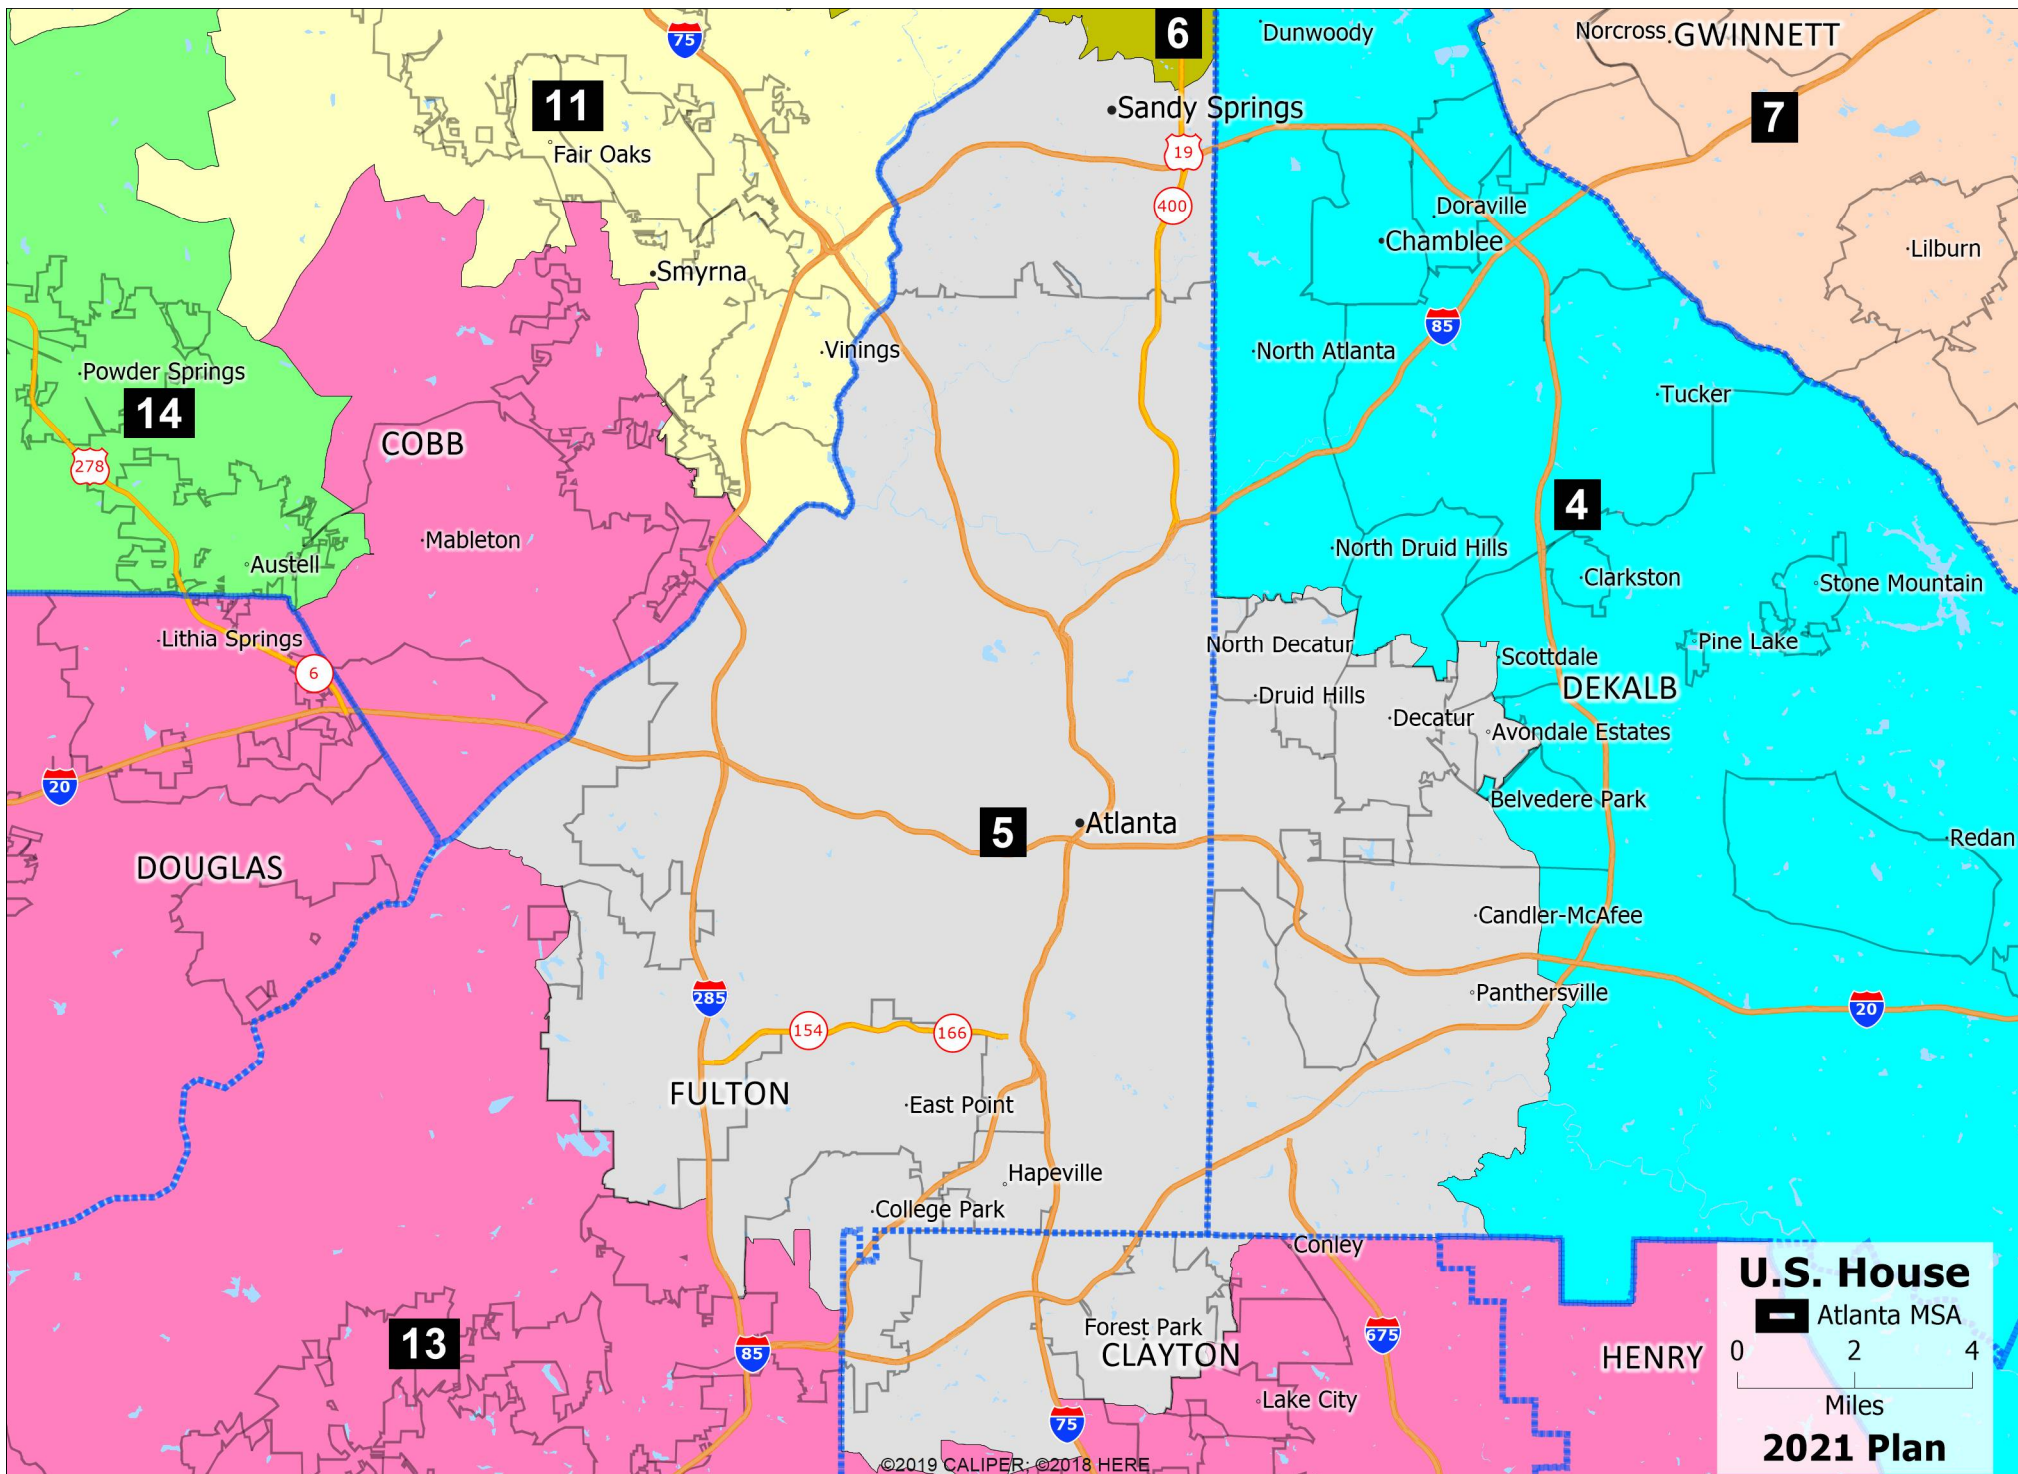 6
Dunwoody
Norcross
GWINNETT
75
11
7
Sandy Springs
Fair Oaks
19
400
Doraville
Chamblee
Lilburn
Smyrna
85
Vinings
North Atlanta
Powder Springs
Tucker
14
COBB
278
4
Mableton
North Druid Hills
Austell
Clarkston
Stone Mountain
Lithia Springs
North Decatur
Pine Lake
Scottdale
6
Druid Hills
DEKALB
Decatur
Avondale Estates
20
Belvedere Park
5
Atlanta
Redan
DOUGLAS
Candler-McAfee
285
Panthersville
20
154
166
FULTON
East Point
Hapeville
College Park
Conley
13
85
Forest Park
CLAYTON
675
HENRY
Lake City
75
U.S. House
Atlanta MSA
0 2 4
Miles
2021 Plan
©2019 CALIPER; ©2018 HERE